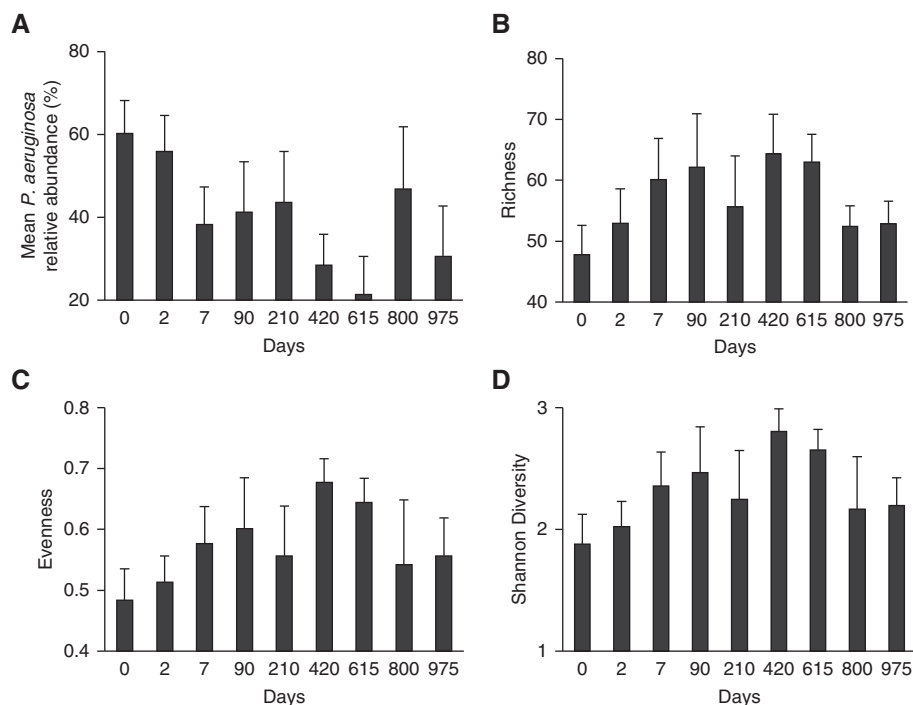 A
Mean P. aeruginosa
relative abundance (%)
80
60
40
20
0 2 7 90 210 420 615 800 975
Days
B
Richness
80
70
60
50
40
0 2 7 90 210 420 615 800 975
Days
C
Evenness
0.8
0.7
0.6
0.5
0.4
0 2 7 90 210 420 615 800 975
Days
D
Shannon Diversity
3
2
1
0 2 7 90 210 420 615 800 975
Days